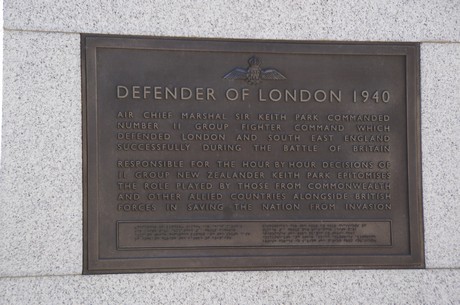 DEFENDER OF LONDON 1940
AIR CHIEF MARSHAL SIR KEITH PARK COMMANDED
NUMBER 11 GROUP FIGHTER COMMAND WHICH
DEFENDED LONDON AND SOUTH EAST ENGLAND
SUCCESSFULLY DURING THE BATTLE OF BRITAIN
RESPONSIBLE FOR THE HOUR BY HOUR DECISIONS OF
11 GROUP NEW ZEALANDER KEITH PARK EPITOMISES
THE ROLE PLAYED BY THOSE FROM COMMONWEALTH
AND OTHER ALLIED COUNTRIES ALONGSIDE BRITISH
FORCES IN SAVING THE NATION FROM INVASION